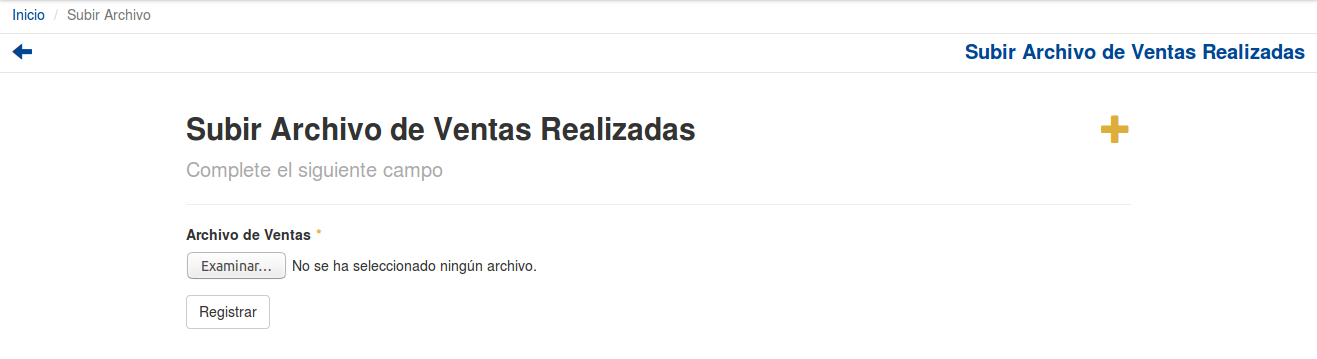 Inicio / Subir Archivo
Subir Archivo de Ventas Realizadas
Subir Archivo de Ventas Realizadas
Complete el siguiente campo
Archivo de Ventas *
Examinar... No se ha seleccionado ningún archivo.
Registrar